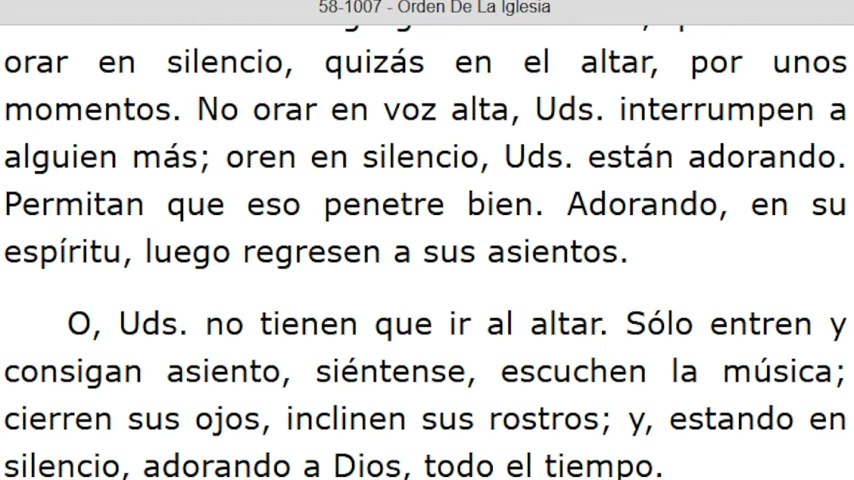 58-1007 - Orden De La Iglesia
orar en silencio, quizás en el altar, por unos
momentos. No orar en voz alta, Uds. interrumpen a
alguien más; oren en silencio, Uds. están adorando.
Permitan que eso penetre bien. Adorando, en su
espíritu, luego regresen a sus asientos.
O, Uds. no tienen que ir al altar. Sólo entren y
consigan asiento, siéntense, escuchen la música;
cierren sus ojos, inclinen sus rostros; y, estando en
silencio, adorando a Dios, todo el tiempo.